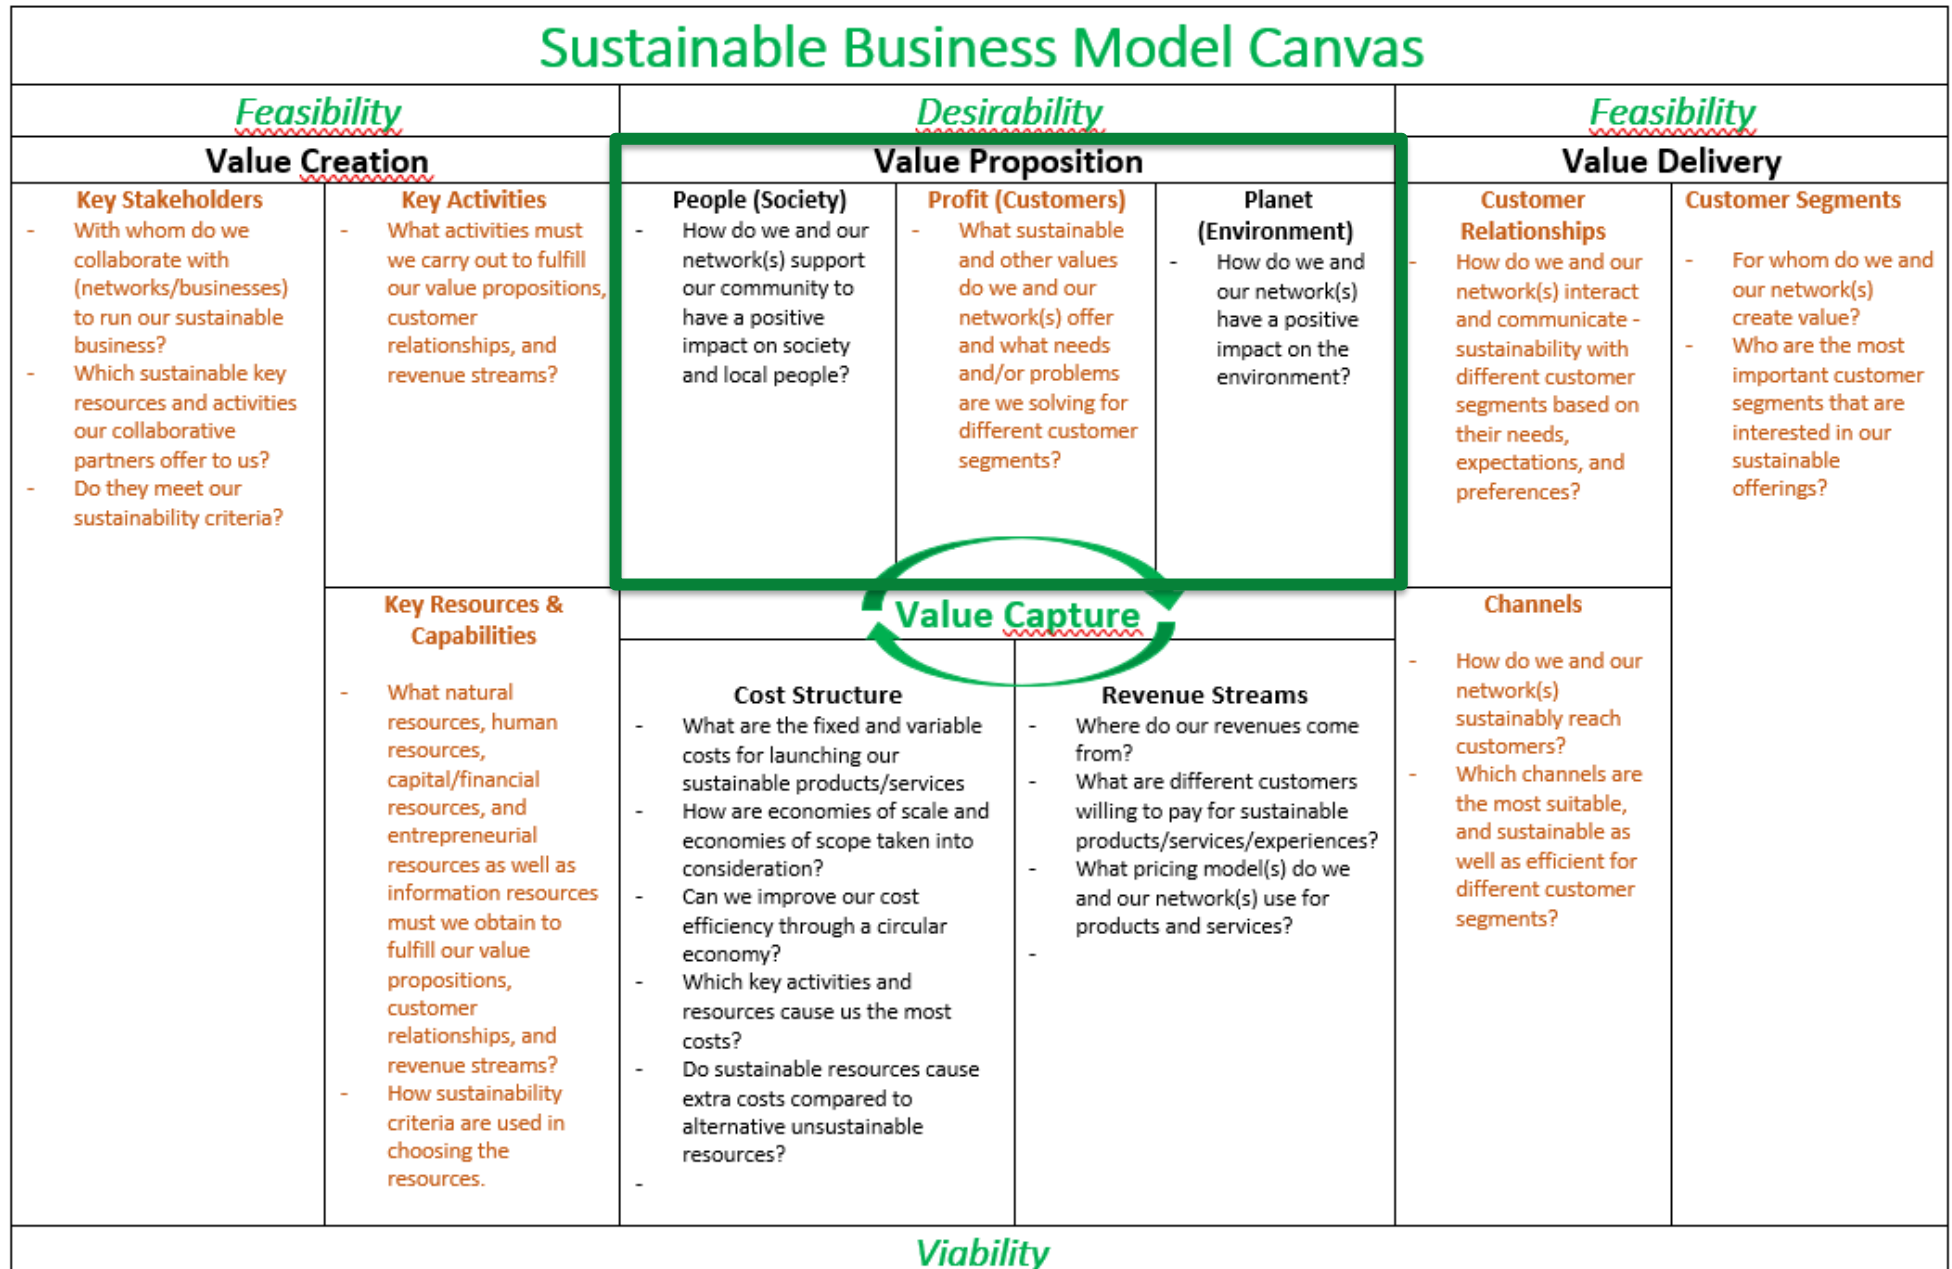 Sustainable Business Model Canvas
Feasibility
Desirability
Feasibility
Value Creation
Value Proposition
Value Delivery
Key Stakeholders
- With whom do we
collaborate with
(networks/businesses)
to run our sustainable
business?
- Which sustainable key
resources and activities
our collaborative
partners offer to us?
- Do they meet our
sustainability criteria?
Key Activities
- What activities must
we carry out to fulfill
our value propositions,
customer
relationships, and
revenue streams?
Key Resources &
Capabilities
- What natural
resources, human
resources,
capital/financial
resources, and
entrepreneurial
resources as well as
information resources
must we obtain to
fulfill our value
propositions,
customer
relationships, and
revenue streams?
- How sustainability
criteria are used in
choosing the
resources.
People (Society)
- How do we and our
network(s) support
our community to
have a positive
impact on society
and local people?
Profit (Customers)
- What sustainable
and other values
do we and our
network(s) offer
and what needs
and/or problems
are we solving for
different customer
segments?
Planet
(Environment)
- How do we and
our network(s)
have a positive
impact on the
environment?
Value Capture
Cost Structure
- What are the fixed and variable
costs for launching our
sustainable products/services
- How are economies of scale and
economies of scope taken into
consideration?
- Can we improve our cost
efficiency through a circular
economy?
- Which key activities and
resources cause us the most
costs?
- Do sustainable resources cause
extra costs compared to
alternative unsustainable
resources?
-
Revenue Streams
- Where do our revenues come
from?
- What are different customers
willing to pay for sustainable
products/services/experiences?
- What pricing model(s) do we
and our network(s) use for
products and services?
-
Customer
Relationships
- How do we and our
network(s) interact
and communicate -
sustainability with
different customer
segments based on
their needs,
expectations, and
preferences?
Channels
- How do we and our
network(s)
sustainably reach
customers?
- Which channels are
the most suitable,
and sustainable as
well as efficient for
different customer
segments?
Customer Segments
- For whom do we and
our network(s)
create value?
- Who are the most
important customer
segments that are
interested in our
sustainable
offerings?
Viability